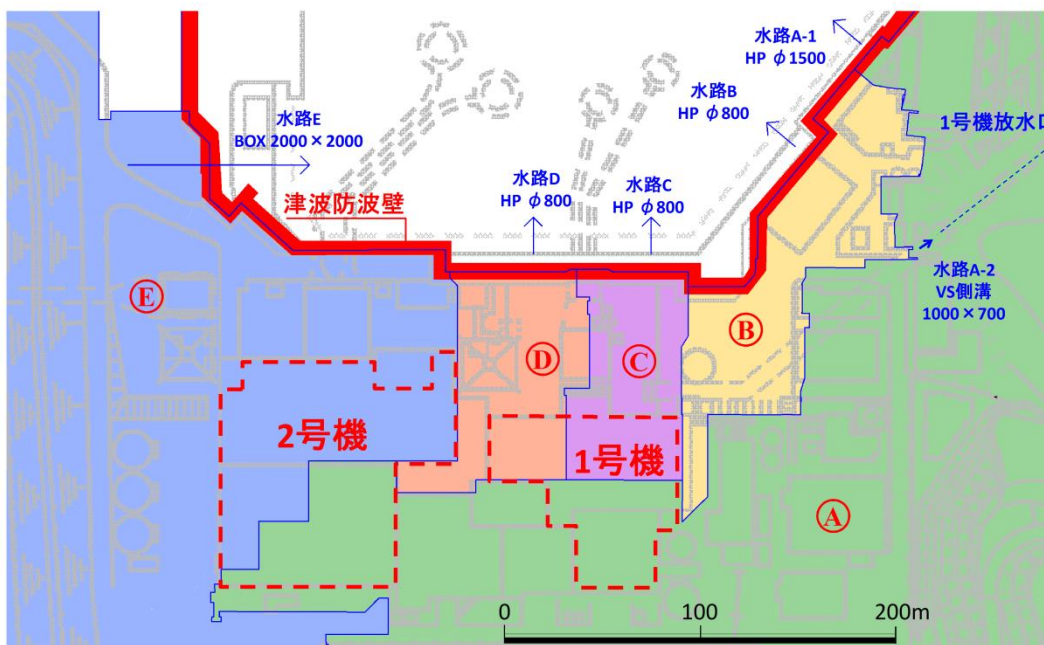 水路A-1
HP φ1500
水路B
HP φ800
水路E
BOX 2000×2000
1号機放水口
水路D
HP φ800
水路C
HP φ800
津波防波壁
水路A-2
VS側溝
1000×700
Ⓔ
Ⓓ
Ⓒ
Ⓑ
2号機
1号機
Ⓐ
0 100 200m